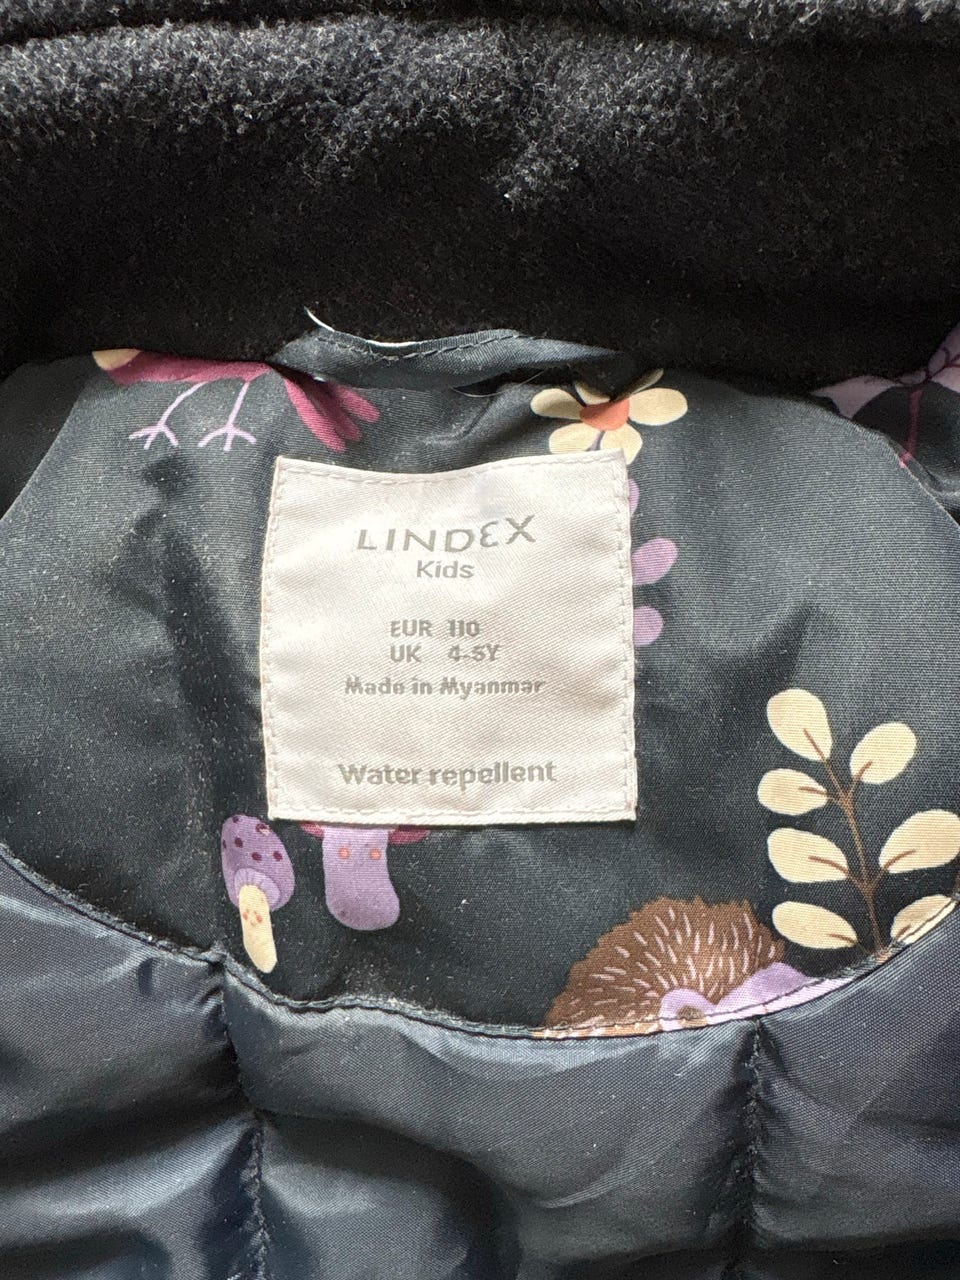 LINDEX
Kids
EUR 110
UK 4-5Y
Made in Myanmar
Water repellent